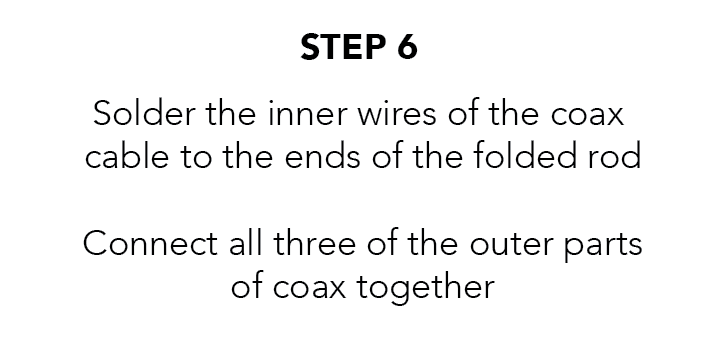 STEP 6
Solder the inner wires of the coax
cable to the ends of the folded rod
Connect all three of the outer parts
of coax together